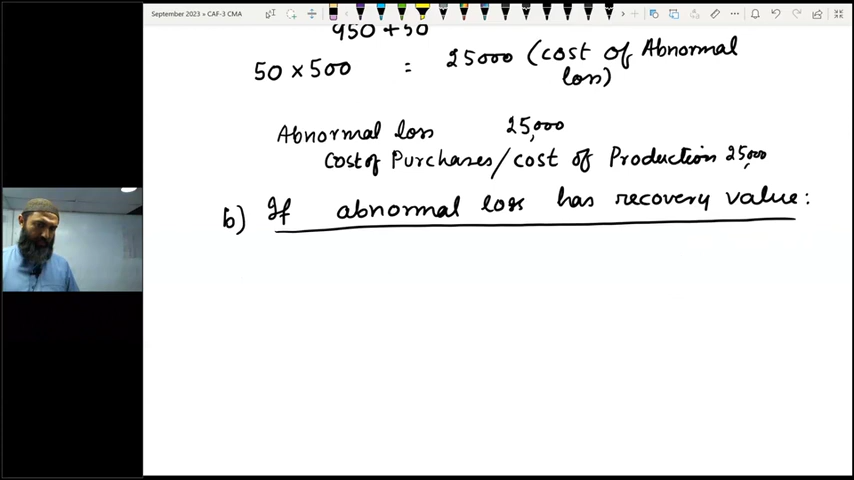 September 2023 » CAF-3 CMA
950 + 50
50 × 500 = 25000 (cost of Abnormal
loss)
Abnormal loss 25,000
Cost of Purchases/cost of Production 25,000
b) If abnormal loss has recovery value: